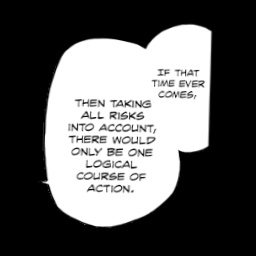 IF THAT
TIME EVER
COMES,
THEN TAKING
ALL RISKS
INTO ACCOUNT,
THERE WOULD
ONLY BE ONE
LOGICAL
COURSE OF
ACTION.